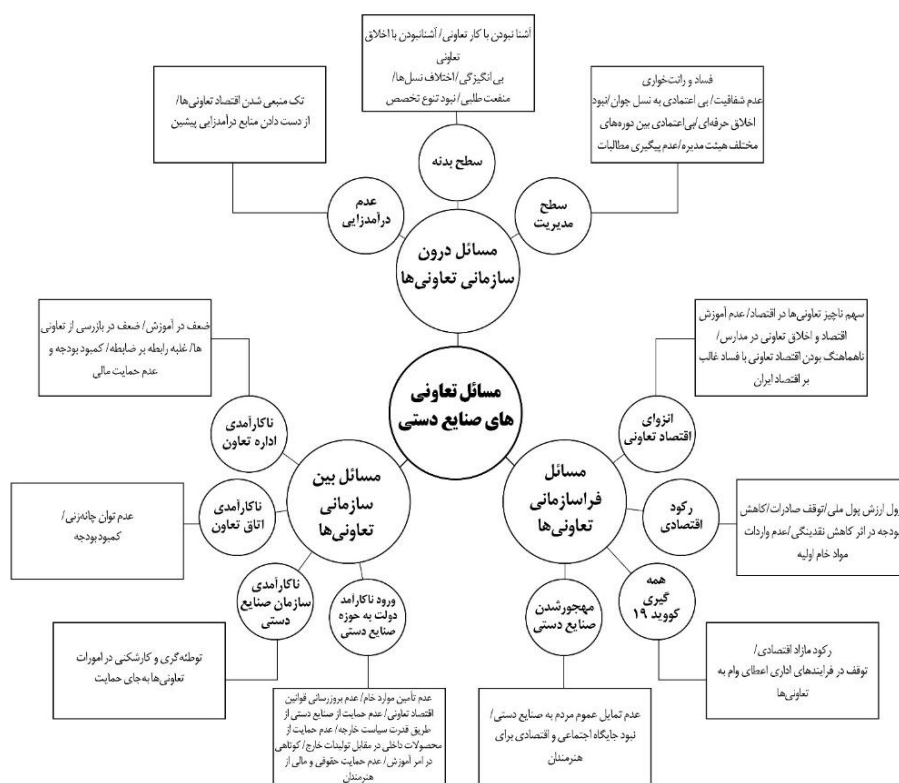 آشنا نبودن با کار تعاونی/ آشنانبودن با اخلاق
تعاونی
بی انگیزگی/اختلاف نسل‌ها/
منفعت طلبی/ نبود تنوع تخصص
فساد و رانت‌خواری
عدم شفاقیت/ بی اعتمادی به نسل جوان/نبود
اخلاق حرفه‌ای/بی‌اعتمادی بین دوره‌های
مختلف هیئت مدیره/عدم پیگیری مطالبات
تک منبعی شدن اقتصاد تعاونی‌ها/
از دست دادن منابع درآمدزایی پیشین
سطح بدنه
سطح
مدیریت
عدم
درآمدزایی
مسائل درون
سازمانی تعاونی‌ها
سهم ناچیز تعاونی‌ها در اقتصاد/ عدم آموزش
اقتصاد و اخلاق تعاونی در مدارس/
ناهماهنگ بودن اقتصاد تعاونی با فساد غالب
بر اقتصاد ایران
ضعف در آموزش/ ضعف در بازرسی از تعاونی
ها/ غلبه رابطه بر ضابطه/ کمبود بودجه و
عدم حمایت مالی
مسائل تعاونی
های صنایع دستی
انزوای
اقتصاد تعاونی
ناکارآمدی
اداره تعاون
مسائل
فراسازمانی
تعاونی‌ها
مسائل بین
سازمانی
تعاونی‌ها
رکود
اقتصادی
ناکارآمدی
اتاق تعاون
ول ارزش پول ملی/توقف صادرات/کاهش
ودجه در اثر کاهش نقدینگی/عدم واردات
مواد خام اولیه
عدم توان چانه‌زنی/
کمبودبودجه
همه
گیری
کووید ۱۹
مهجورشدن
صنایع دستی
ورود ناکارآمد
دولت به حوزه
صنایع دستی
ناکارآمدی
سازمان صنایع
دستی
رکود مازاد اقتصادی/
توقف در فرایندهای اداری اعطای وام به
تعاونی‌ها
توطئه‌گری و کارشکنی در امورات
تعاونی‌ها به‌جای حمایت
عدم تمایل عموم مردم به صنایع دستی/
نبود جایگاه اجتماعی و اقتصادی برای
هنرمندان
عدم تأمین موارد خام/ عدم بروزرسانی قوانین
اقتصاد تعاونی/ عدم حمایت از صنایع دستی از
طریق قدرت سیاست خارجه/ عدم حمایت از
محصولات داخلی در مقابل تولیدات خارج/ کوتاهی
در امر آموزش/ عدم حمایت حقوقی و مالی از
هنرمندان